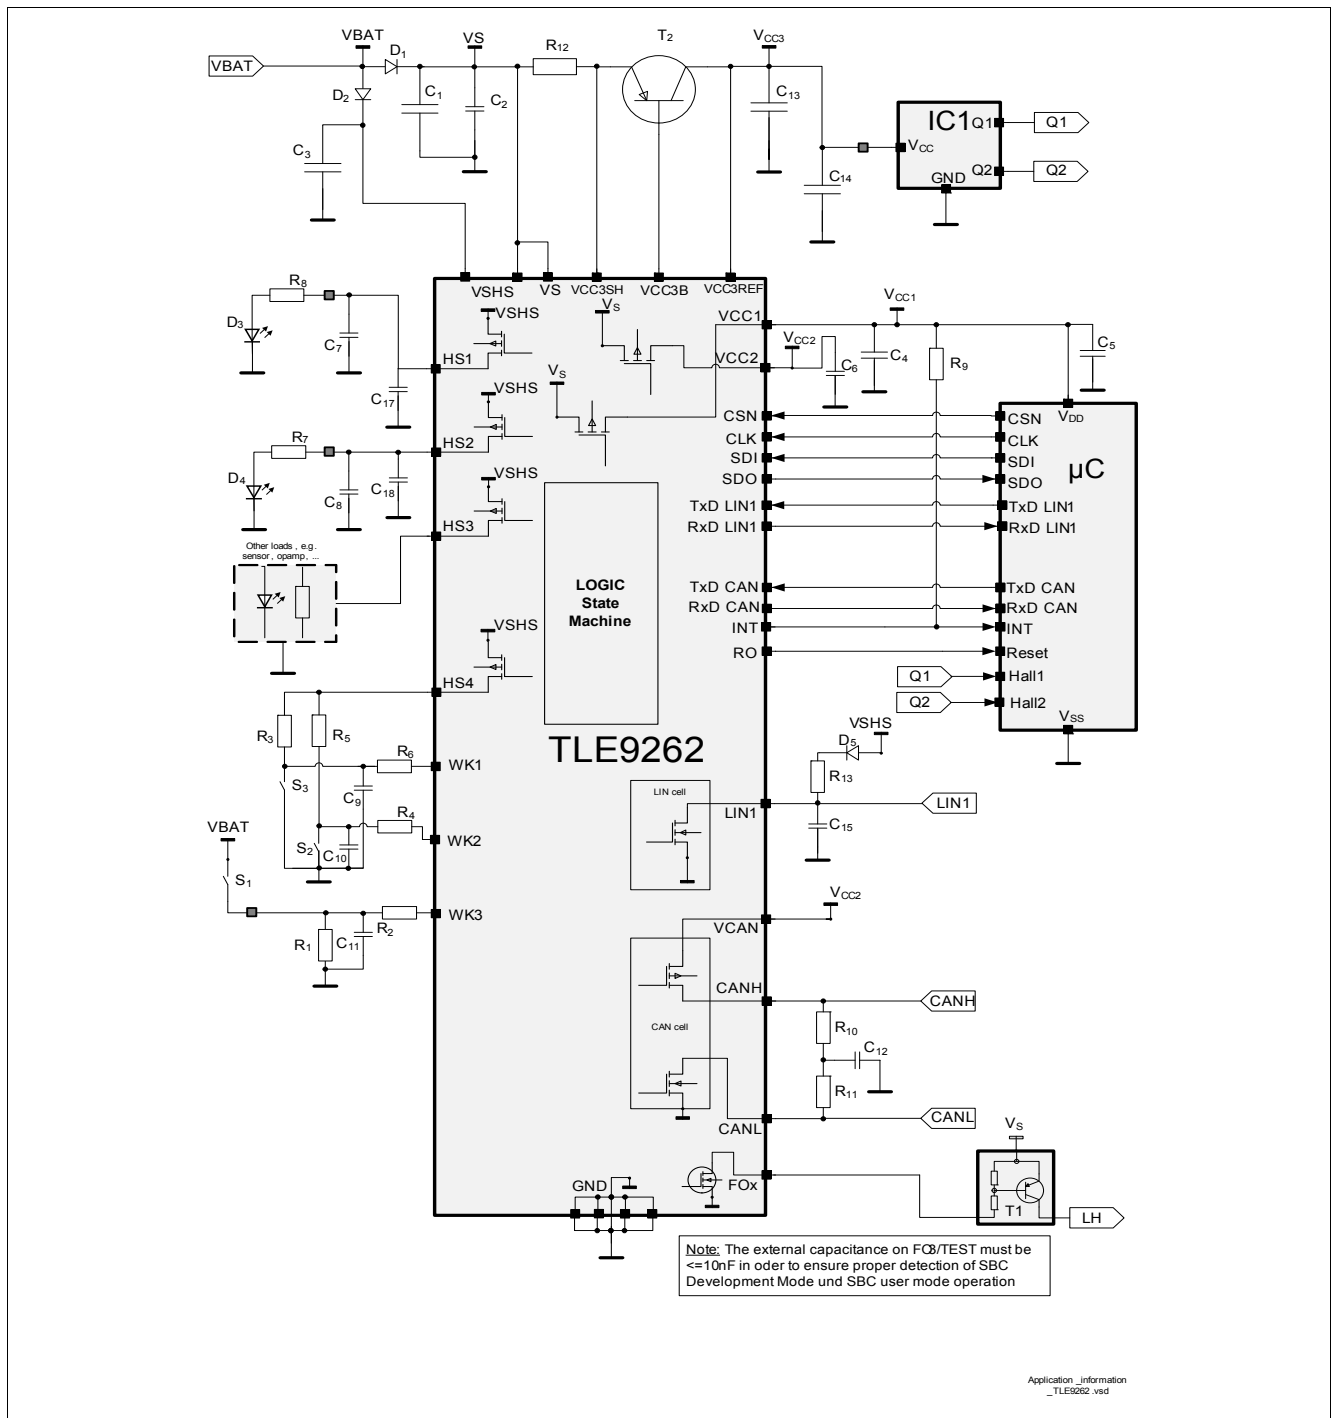 VBAT
VBAT
D1
VS
R12
T2
VCC3
D2
C1
C2
C13
C3
C14
IC1
VCC
GND
Q1
Q2
Q1
Q2
VSHS
VS
VCC3SH
VCC3B
VCC3REF
R8
D3
C7
C17
HS1
VSHS
VS
VS
VCC1
VCC2
VCC2
C6
VCC1
C4
R9
C5
R7
D4
C8
C18
HS2
VSHS
HS3
VSHS
Other loads , e.g.
sensor , opamp, ...
LOGIC
State
Machine
CSN
CLK
SDI
SDO
TxD LIN1
RxD LIN1
TxD CAN
RxD CAN
INT
RO
VDD
CSN
CLK
SDI
SDO
µC
TxD LIN1
RxD LIN1
TxD CAN
RxD CAN
INT
Reset
Hall1
Hall2
VSS
Q1
Q2
HS4
VSHS
TLE9262
R3
R5
R6
WK1
S3
C9
R4
WK2
S2
C10
VBAT
S1
R1
C11
R2
WK3
LIN cell
LIN1
VSHS
D5
R13
C15
LIN1
VCC2
VCAN
CAN cell
CANH
R10
C12
R11
CANH
CANL
CANL
FOx
VS
T1
LH
GND
Note: The external capacitance on FO3/TEST must be
<=10nF in oder to ensure proper detection of SBC
Development Mode und SBC user mode operation
Application _information
_TLE9262 .vsd